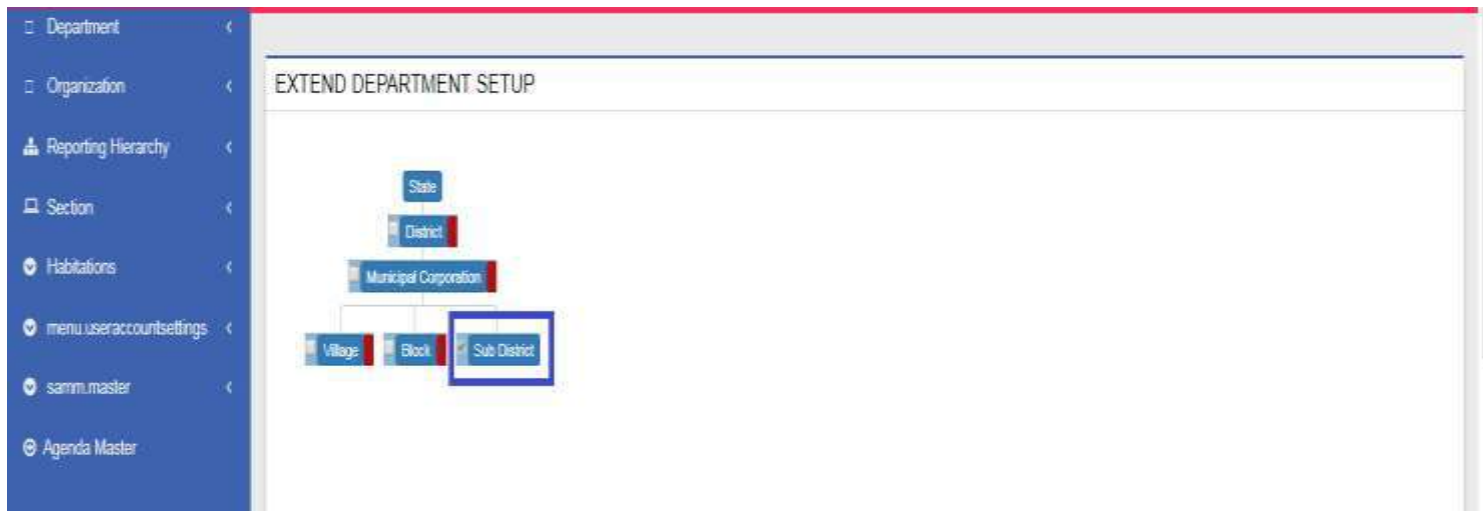 Department
Organization
Reporting Hierarchy
Section
Habitations
menu.useraccountsettings
samm.master
Agenda Master
EXTEND DEPARTMENT SETUP
State
District
Municipal Corporation
Village Block Sub District